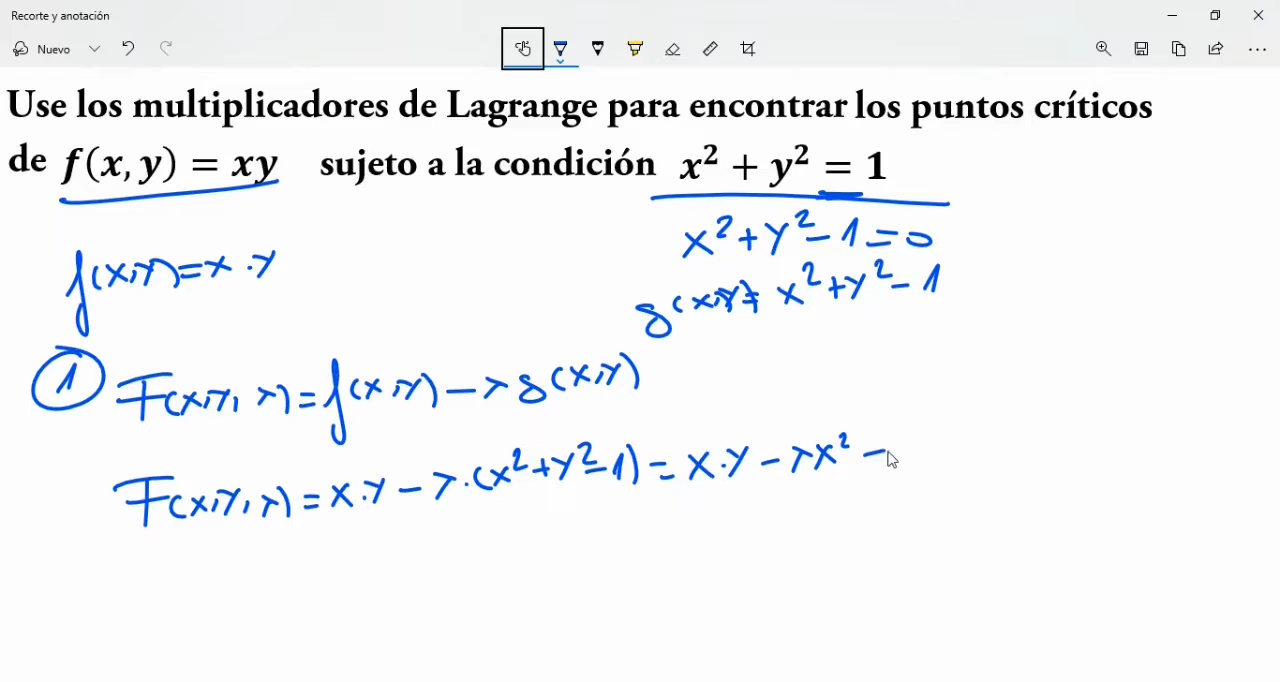 Recorte y anotación
Nuevo
Use los multiplicadores de Lagrange para encontrar los puntos críticos
de f(x, y) = xy sujeto a la condición x² + y² = 1
x² + y² - 1 = 0
f(x,y) = x · y
g(x,y) = x² + y² - 1
1 F(x,y, λ) = f(x,y) - λ g(x,y)
F(x,y,λ) = x · y - λ · (x² + y² - 1) = x · y - λx² -